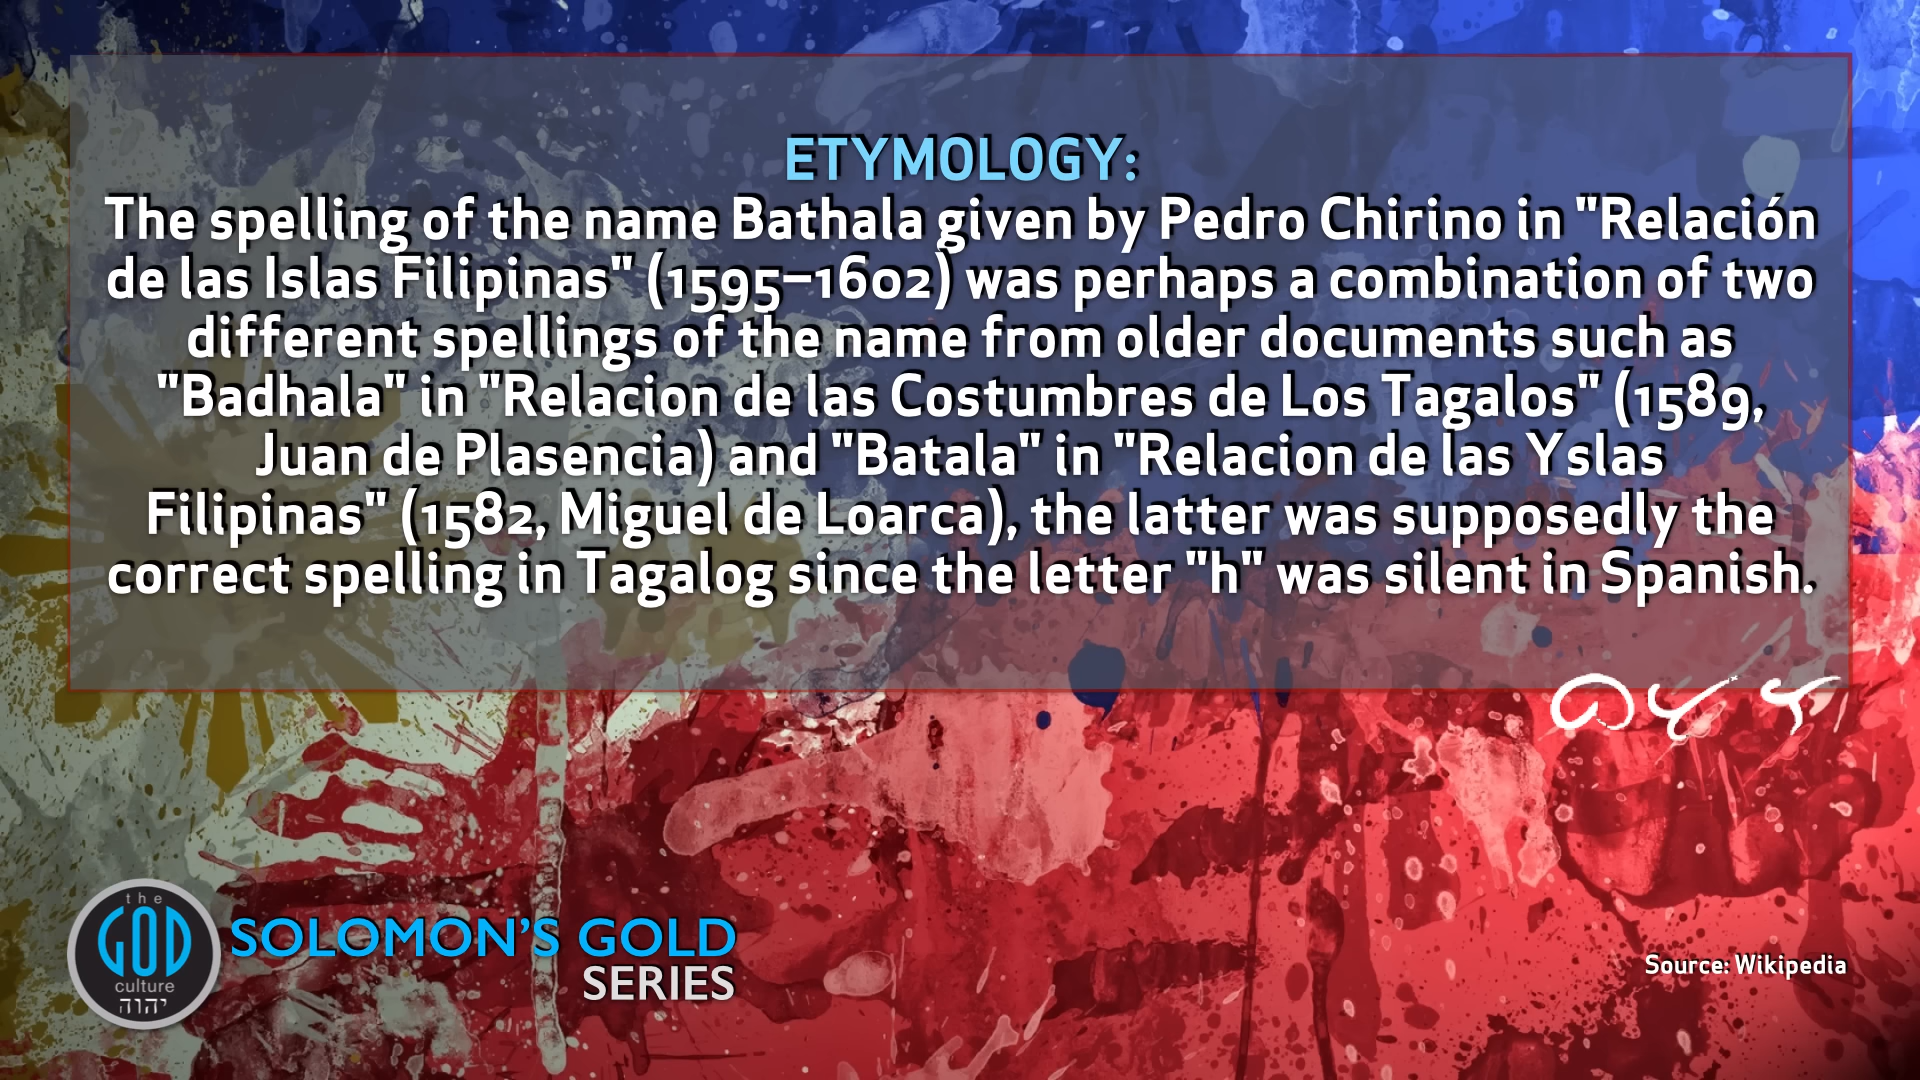 ETYMOLOGY:
The spelling of the name Bathala given by Pedro Chirino in "Relación
de las Islas Filipinas" (1595–1602) was perhaps a combination of two
different spellings of the name from older documents such as
"Badhala" in "Relacion de las Costumbres de Los Tagalos" (1589,
Juan de Plasencia) and "Batala" in "Relacion de las Yslas
Filipinas" (1582, Miguel de Loarca), the latter was supposedly the
correct spelling in Tagalog since the letter "h" was silent in Spanish.
the
GOD
culture
יהוה
SOLOMON'S GOLD
SERIES
Source: Wikipedia